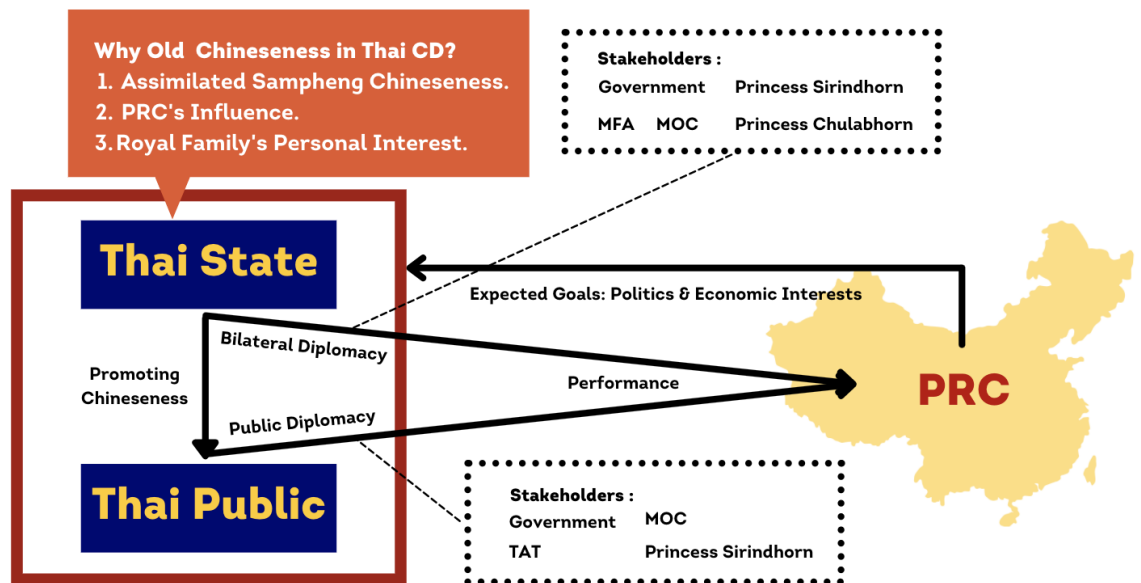 Why Old Chineseness in Thai CD?
1. Assimilated Sampheng Chineseness.
2. PRC's Influence.
3. Royal Family's Personal Interest.
Stakeholders :
Government Princess Sirindhorn
MFA MOC Princess Chulabhorn
Thai State
Expected Goals: Politics & Economic Interests
Bilateral Diplomacy
Promoting
Chineseness
Performance
PRC
Public Diplomacy
Thai Public
Stakeholders :
Government MOC
TAT Princess Sirindhorn